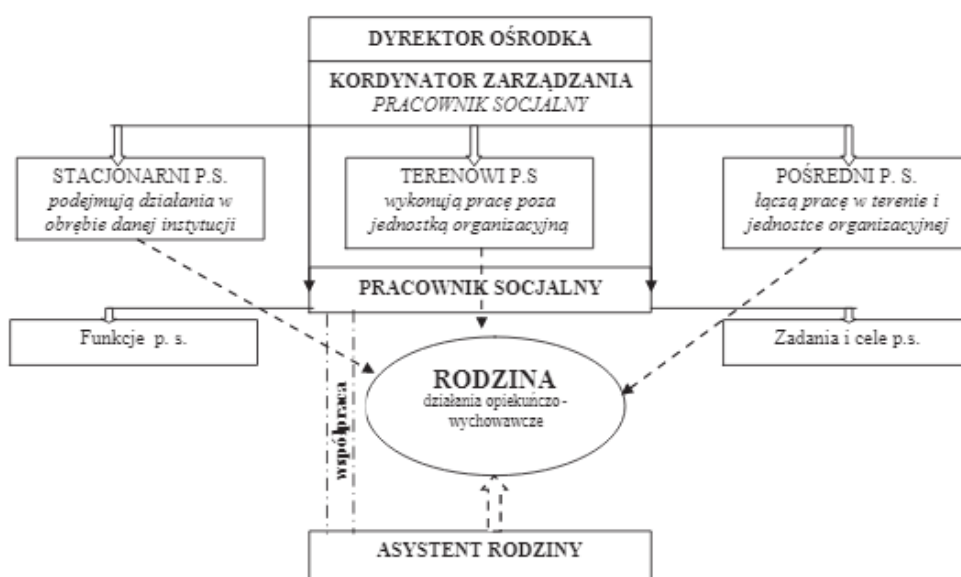 DYREKTOR OŚRODKA
KORDYNATOR ZARZĄDZANIA
PRACOWNIK SOCJALNY
STACJONARNI P.S.
podejmują działania w
obrębie danej instytucji
TERENOWI P.S
wykonują pracę poza
jednostką organizacyjną
POŚREDNI P. S.
łączą pracę w terenie i
jednostce organizacyjnej
PRACOWNIK SOCJALNY
Funkcje p. s.
Zadania i cele p.s.
RODZINA
działania opiekuńczo-
wychowawcze
współpraca
ASYSTENT RODZINY